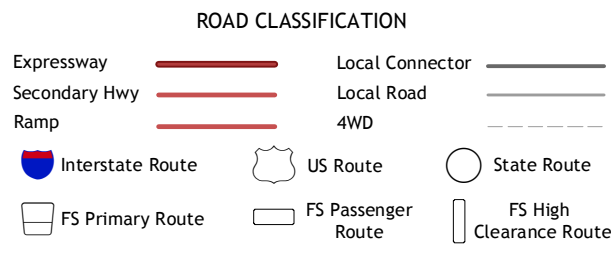 ROAD CLASSIFICATION
Expressway
Local Connector
Secondary Hwy
Local Road
Ramp
4WD
Interstate Route
US Route
State Route
FS Primary Route
FS Passenger
Route
FS High
Clearance Route